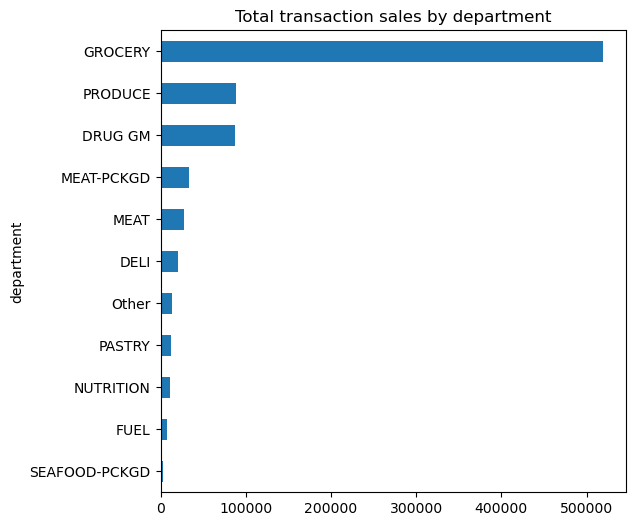 Total transaction sales by department
GROCERY
PRODUCE
DRUG GM
MEAT-PCKGD
MEAT
DELI
Other
PASTRY
NUTRITION
FUEL
SEAFOOD-PCKGD
department
0 100000 200000 300000 400000 500000